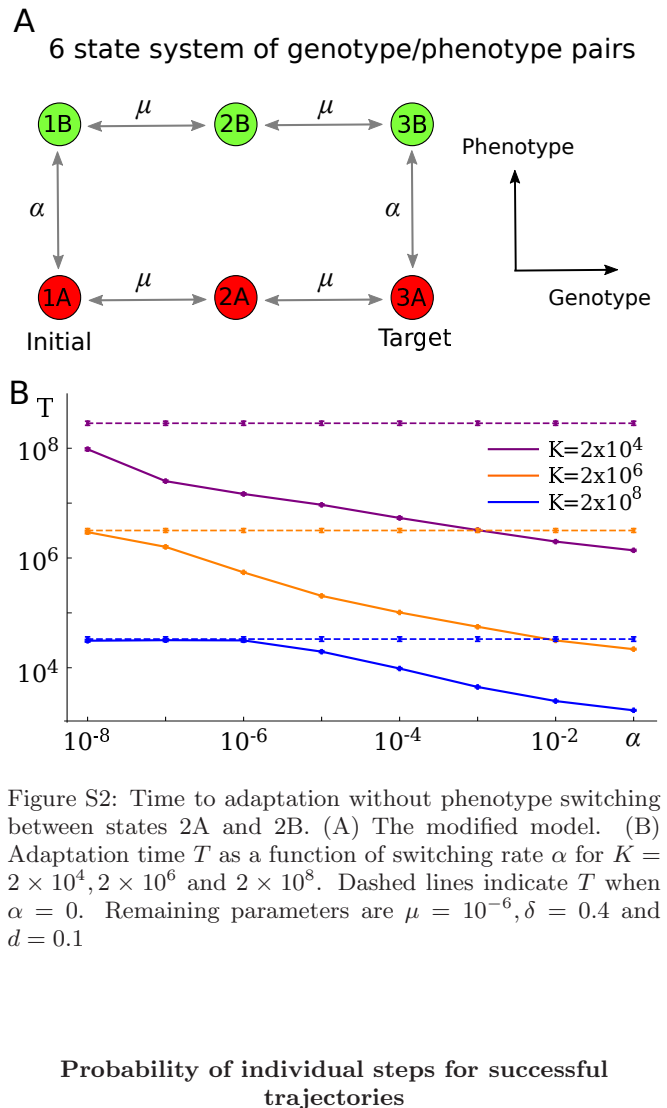 A
6 state system of genotype/phenotype pairs
1B μ 2B μ 3B
Phenotype
α α
1A μ 2A μ 3A
Genotype
Initial Target
B T
10^8
K=2x10^4
K=2x10^6
K=2x10^8
10^6
10^4
10^-8 10^-6 10^-4 10^-2 α
Figure S2: Time to adaptation without phenotype switching
between states 2A and 2B. (A) The modified model. (B)
Adaptation time T as a function of switching rate α for K =
2 × 10^4, 2 × 10^6 and 2 × 10^8. Dashed lines indicate T when
α = 0. Remaining parameters are μ = 10^−6, δ = 0.4 and
d = 0.1
Probability of individual steps for successful
trajectories